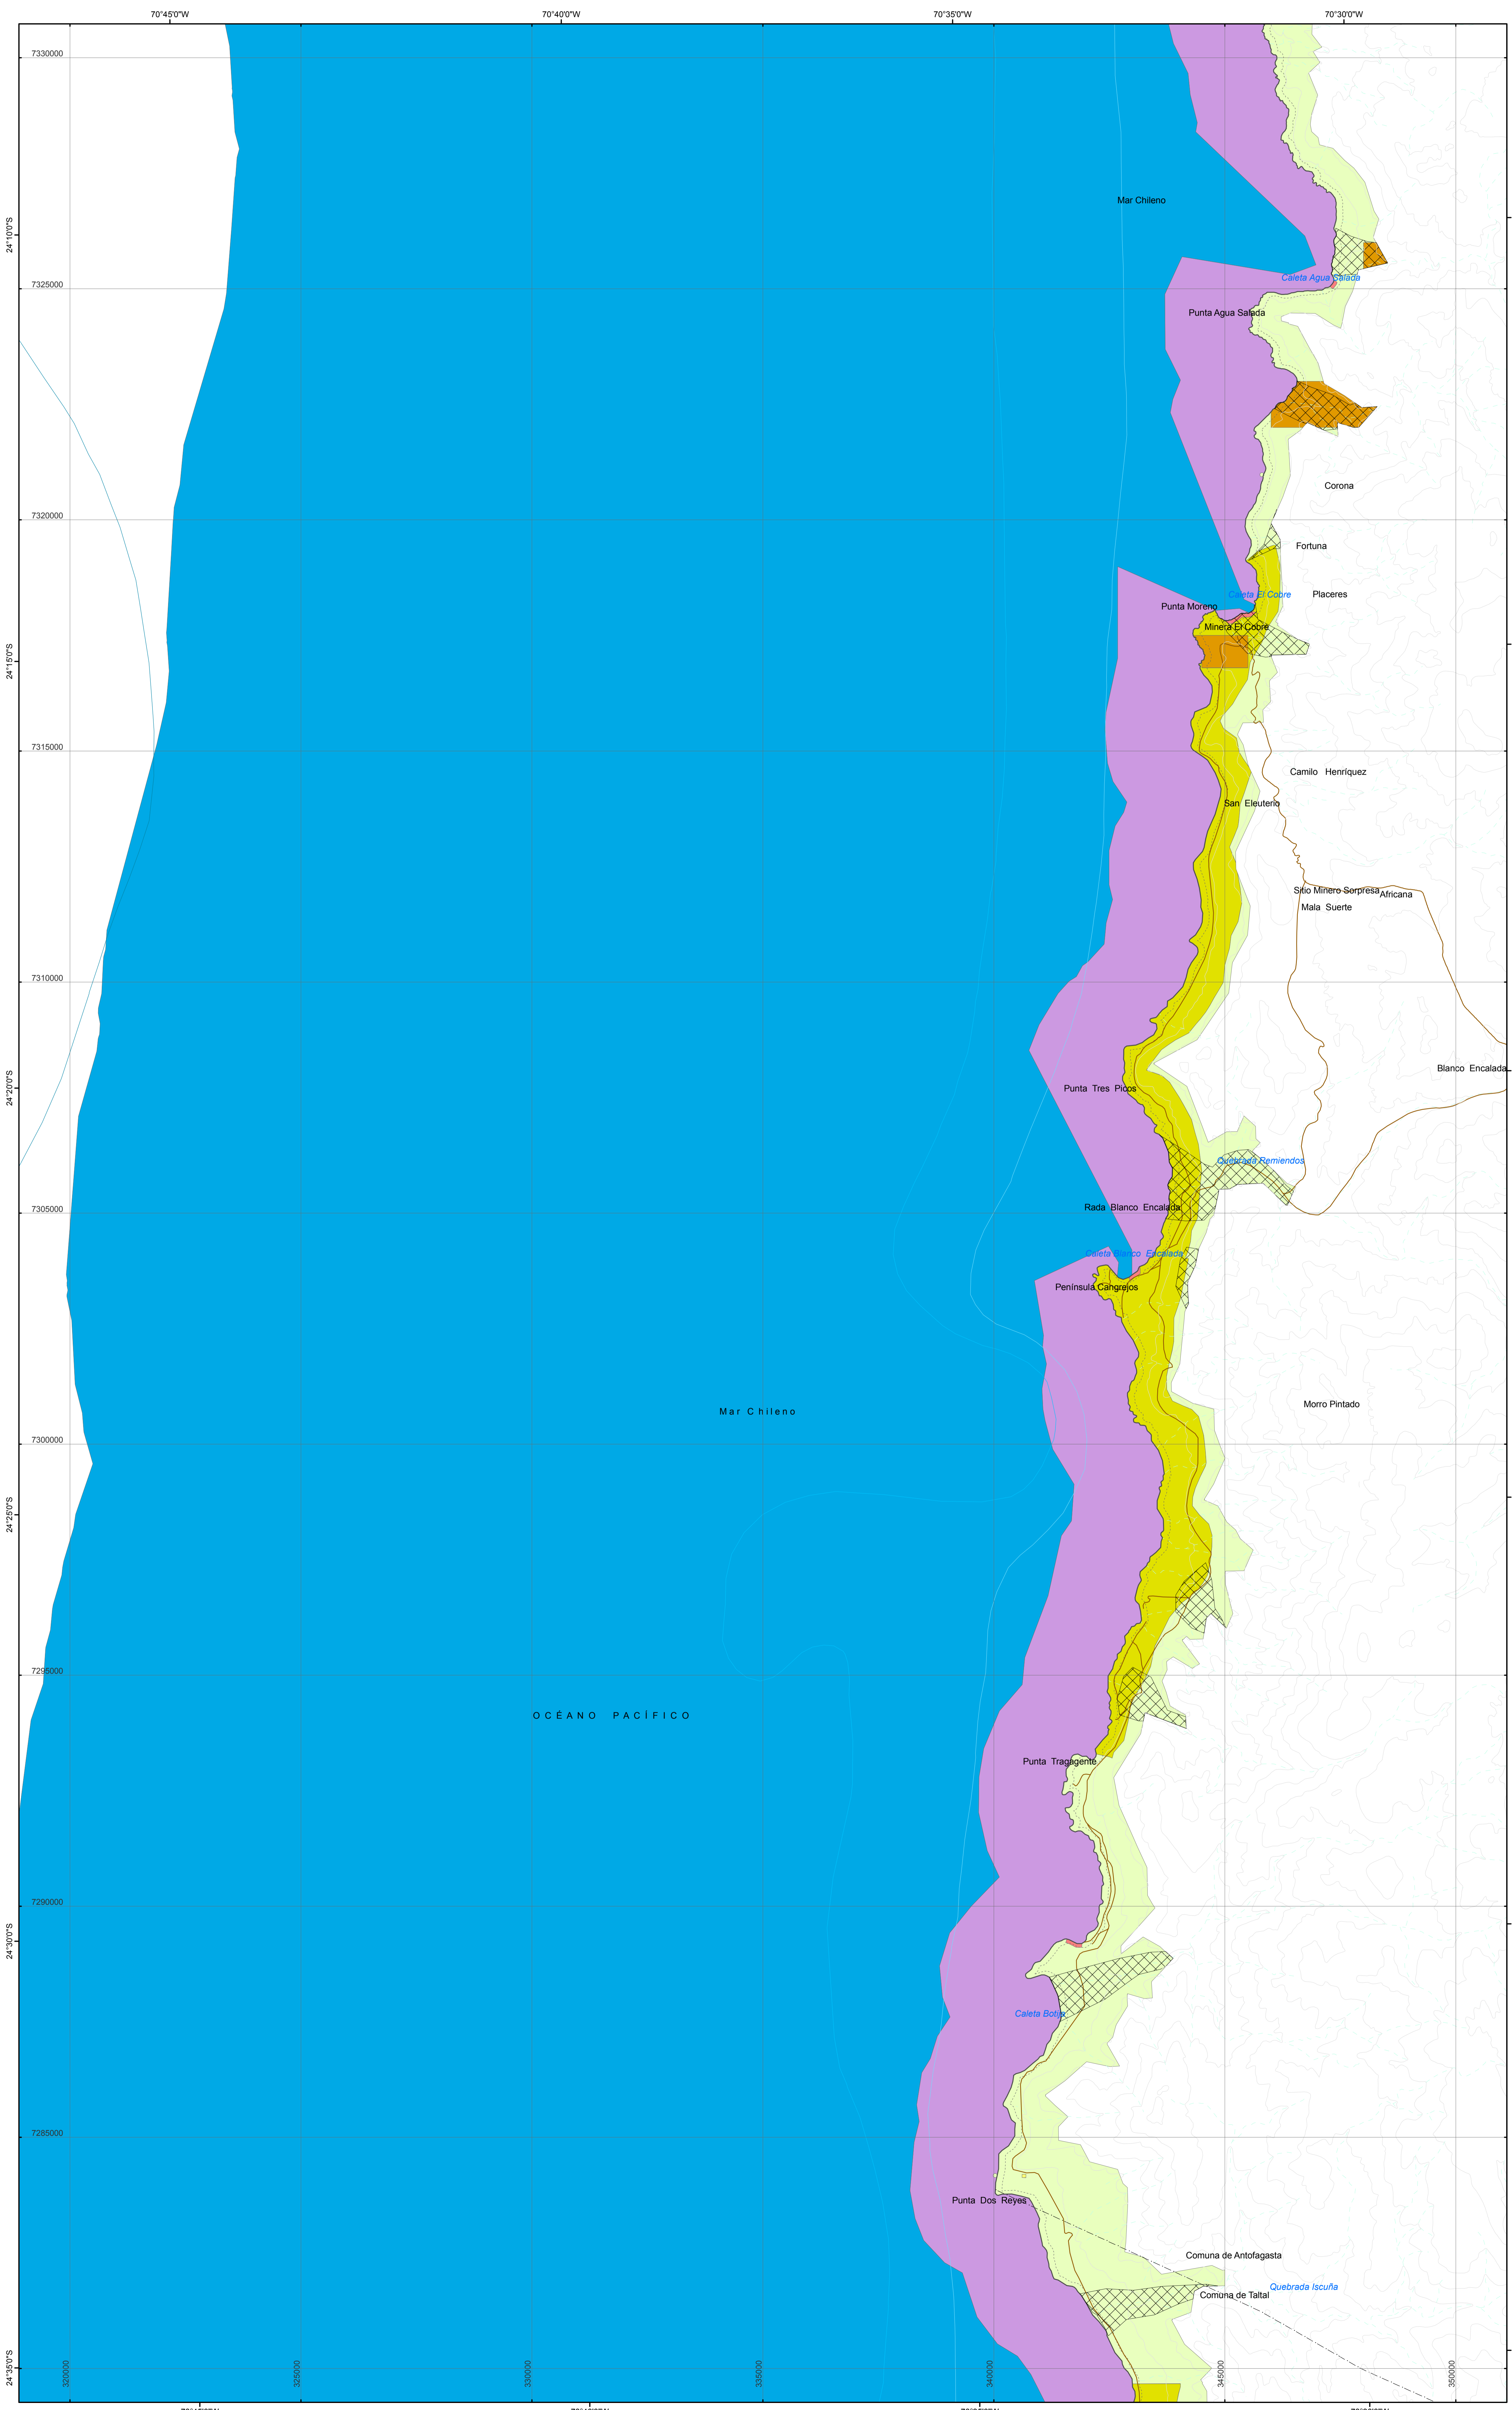 70°45'0"W
70°40'0"W
70°35'0"W
70°30'0"W
7330000
Mar Chileno
24°10'0"S
Caleta Agua Salada
7325000
Punta Agua Salada
Corona
7320000
Fortuna
Caleta El Cobre
Placeres
Punta Moreno
Minera El Cobre
24°15'0"S
7315000
Camilo Henríquez
San Eleuterio
Sitio Minero Sorpresa
Africana
Mala Suerte
7310000
Blanco Encalada
24°20'0"S
Punta Tres Picos
Quebrada Remiendos
7305000
Rada Blanco Encalada
Caleta Blanco Encalada
Península Cangrejos
Morro Pintado
Mar Chileno
7300000
24°25'0"S
7295000
OCÉANO PACÍFICO
Punta Tragagente
7290000
24°30'0"S
Caleta Botija
7285000
Punta Dos Reyes
Comuna de Antofagasta
Quebrada Iscuña
Comuna de Taltal
24°35'0"S
320000
325000
330000
335000
340000
345000
350000